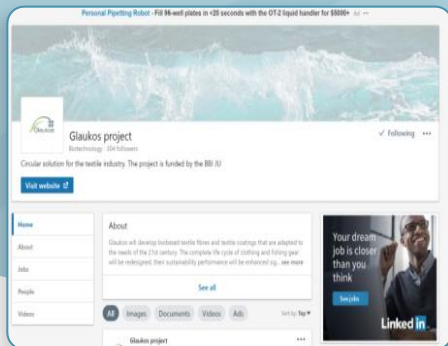 Personal Pipetting Robot - Fill 96-well plates in <20 seconds with the OT-2 liquid handler for $5000+ Ad ...
GLAUKOS
Glaukos project
Biotechnology · 304 followers
✓ Following ...
Circular solution for the textile industry. The project is funded by the BBI JU
Visit website
Home
About
Jobs
People
Videos
About
Glaukos will develop biobased textile fibres and textile coatings that are adapted to
the needs of the 21st century. The complete life cycle of clothing and fishing gear
will be redesigned, their sustainability performance will be enhanced sig... see more
See all
All Images Documents Videos Ads Sort by: Top
Glaukos project ...
Your dream
job is closer
than you
think
See jobs
Linked in